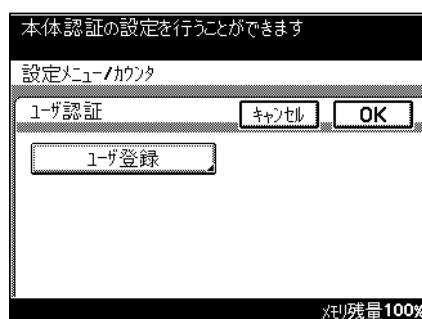 本体認証の設定を行うことができます
設定メニュー/カウンタ
ユーザ認証 キャンセル OK
ユーザ登録
メモリ残量100%